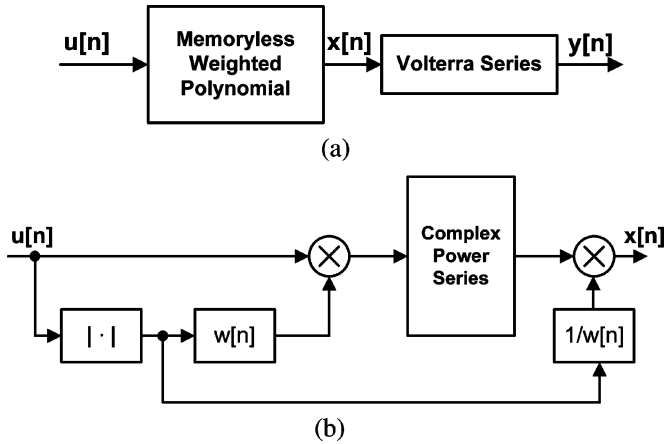 u[n]
Memoryless
Weighted
Polynomial
x[n]
Volterra Series
y[n]
(a)
u[n]
Complex
Power
Series
x[n]
| · |
w[n]
1/w[n]
(b)